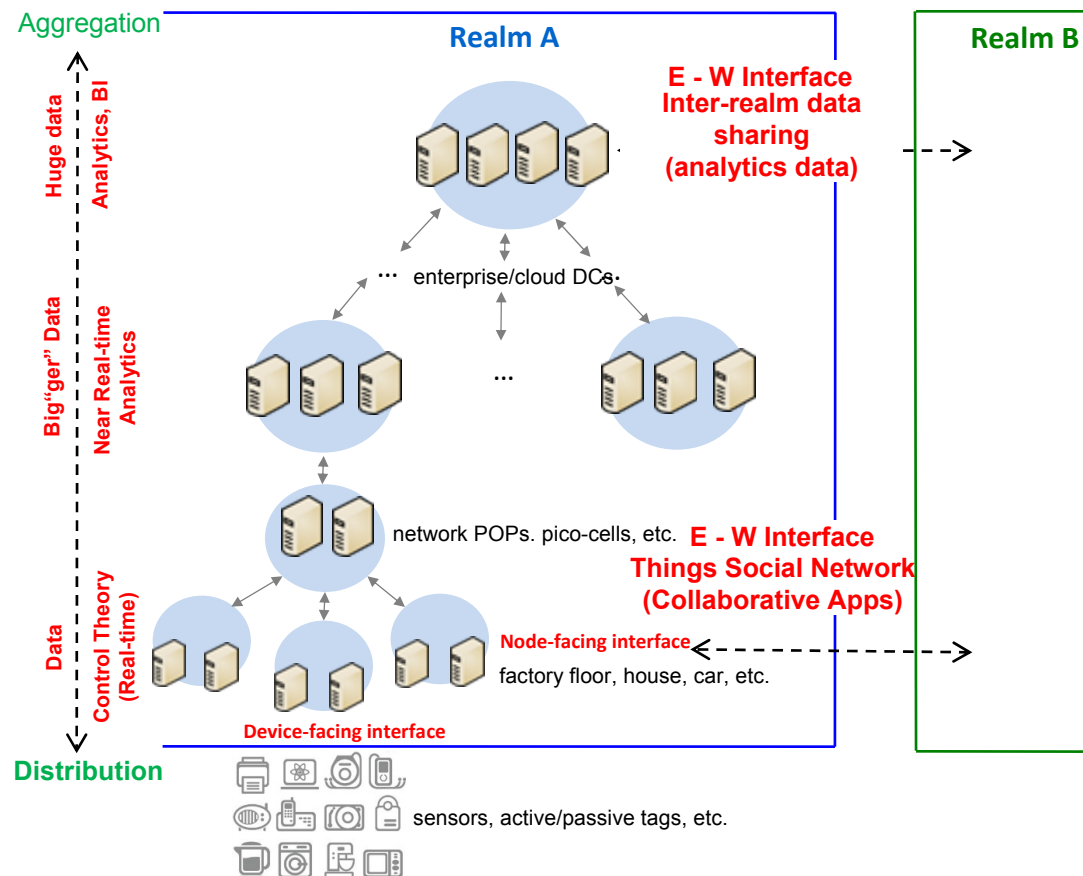 Aggregation
Realm A
Realm B
E - W Interface
Inter-realm data
sharing
(analytics data)
Huge data
Analytics, BI
... enterprise/cloud DCs...
Big“ger” Data
Near Real-time
Analytics
...
network POPs. pico-cells, etc.
E - W Interface
Things Social Network
(Collaborative Apps)
Data
Control Theory
(Real-time)
Node-facing interface
factory floor, house, car, etc.
Device-facing interface
Distribution
sensors, active/passive tags, etc.